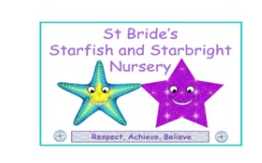 St Bride's
Starfish and Starbright
Nursery
Respect, Achieve, Believe